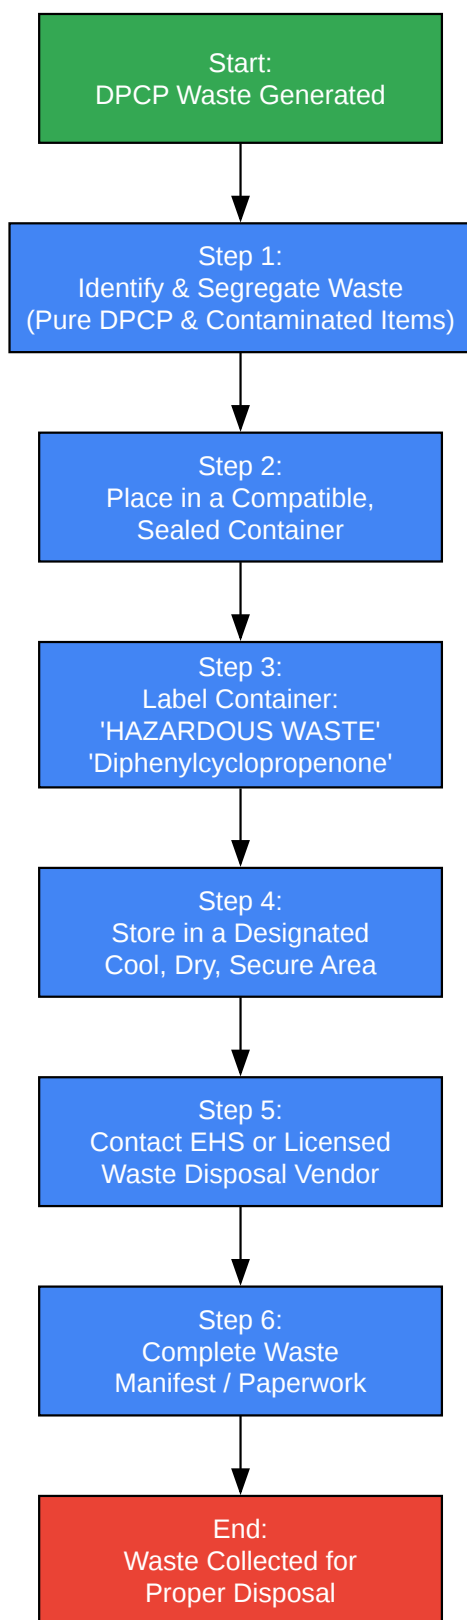 Start:
DPCP Waste Generated
Step 1:
Identify & Segregate Waste
(Pure DPCP & Contaminated Items)
Step 2:
Place in a Compatible,
Sealed Container
Step 3:
Label Container:
'HAZARDOUS WASTE'
'Diphenylcyclopropenone'
Step 4:
Store in a Designated
Cool, Dry, Secure Area
Step 5:
Contact EHS or Licensed
Waste Disposal Vendor
Step 6:
Complete Waste
Manifest / Paperwork
End:
Waste Collected for
Proper Disposal